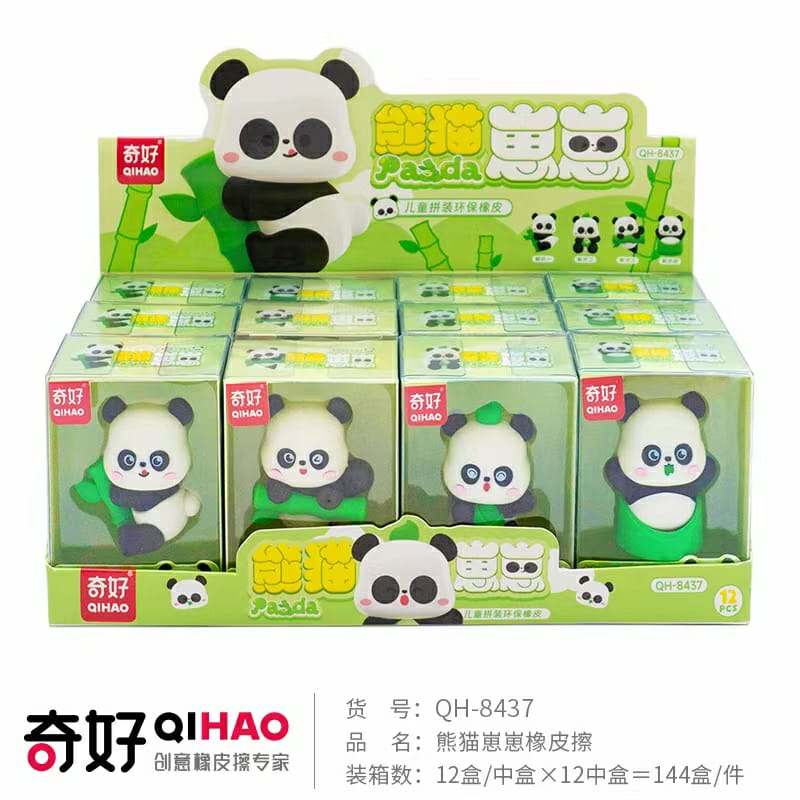 奇好
QIHAO
熊猫崽崽
Panda
QH-8437
儿童拼装环保橡皮
奇好
QIHAO
奇好
QIHAO
奇好
QIHAO
奇好
QIHAO
熊猫崽崽
Panda
奇好
QIHAO
儿童拼装环保橡皮
QH-8437
12
PCS
奇好 QIHAO
创意橡皮擦专家
货 号：QH-8437
品 名：熊猫崽崽橡皮擦
装箱数：12盒/中盒×12中盒＝144盒/件